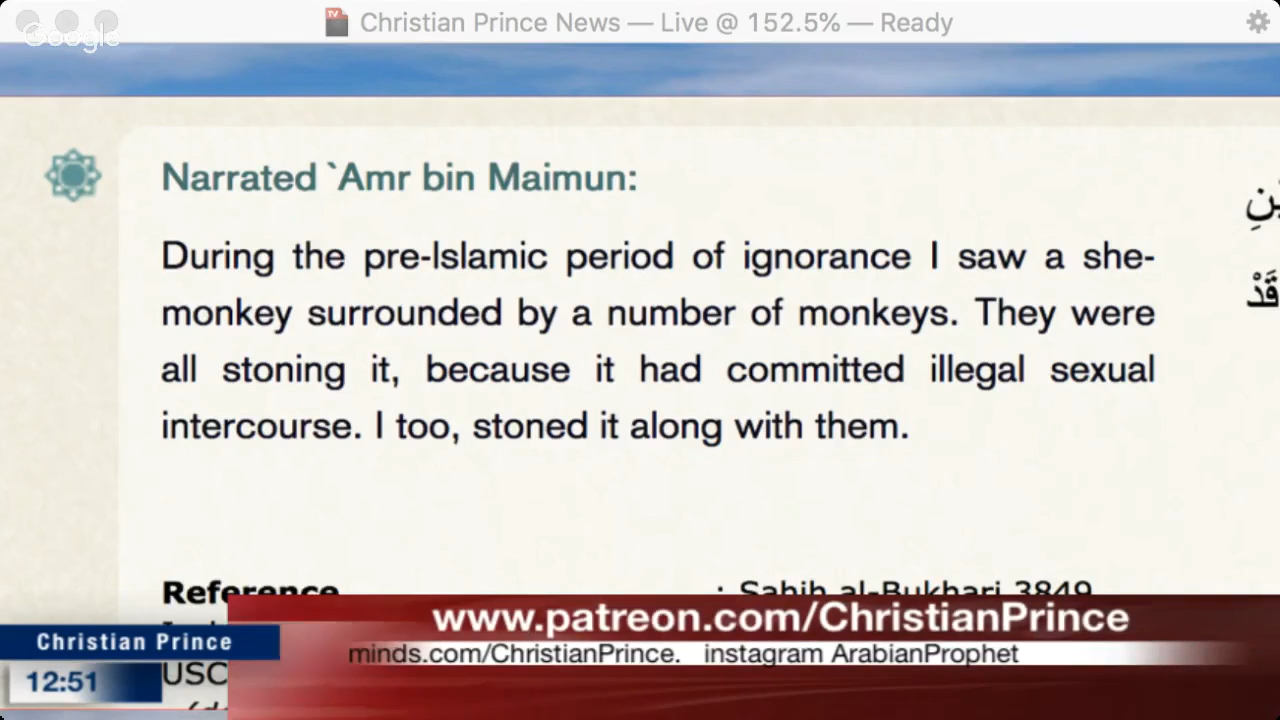 Christian Prince News — Live @ 152.5% — Ready
Google
Narrated `Amr bin Maimun:
During the pre-Islamic period of ignorance I saw a she-
monkey surrounded by a number of monkeys. They were
all stoning it, because it had committed illegal sexual
intercourse. I too, stoned it along with them.
Reference : Sahih al-Bukhari 3849
www.patreon.com/ChristianPrince
Christian Prince
minds.com/ChristianPrince. instagram ArabianProphet
12:51
USC